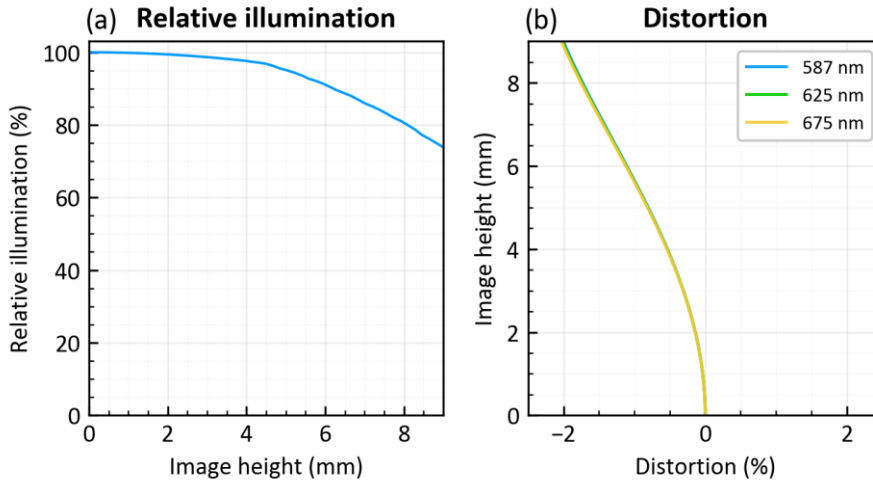 (a) Relative illumination
Relative illumination (%)
100
80
60
40
20
0
0 2 4 6 8
Image height (mm)
(b) Distortion
Image height (mm)
8
6
4
2
0
−2 0 2
Distortion (%)
587 nm
625 nm
675 nm